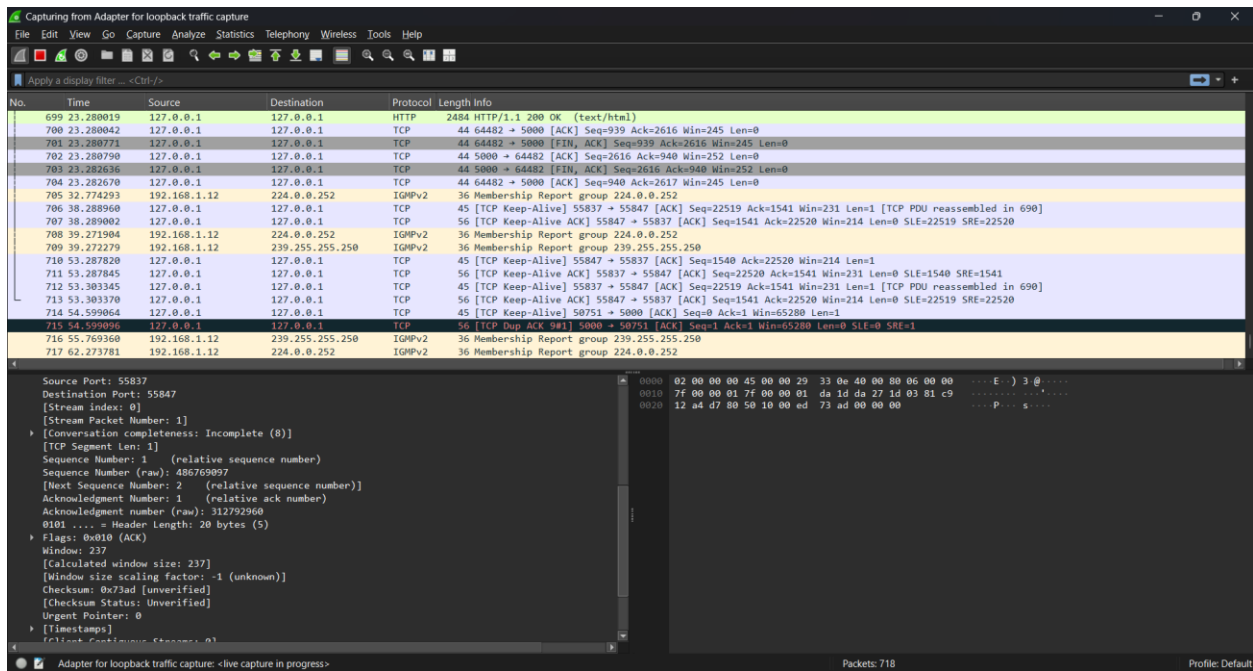 Capturing from Adapter for loopback traffic capture
File Edit View Go Capture Analyze Statistics Telephony Wireless Tools Help
Apply a display filter ... <Ctrl-/>
No. Time Source Destination Protocol Length Info
699 23.280019 127.0.0.1 127.0.0.1 HTTP 2484 HTTP/1.1 200 OK (text/html)
700 23.280042 127.0.0.1 127.0.0.1 TCP 44 64482 → 5000 [ACK] Seq=939 Ack=2616 Win=245 Len=0
701 23.280771 127.0.0.1 127.0.0.1 TCP 44 64482 → 5000 [FIN, ACK] Seq=939 Ack=2616 Win=245 Len=0
702 23.280790 127.0.0.1 127.0.0.1 TCP 44 5000 → 64482 [ACK] Seq=2616 Ack=940 Win=252 Len=0
703 23.282636 127.0.0.1 127.0.0.1 TCP 44 5000 → 64482 [FIN, ACK] Seq=2616 Ack=940 Win=252 Len=0
704 23.282670 127.0.0.1 127.0.0.1 TCP 44 64482 → 5000 [ACK] Seq=940 Ack=2617 Win=245 Len=0
705 32.774293 192.168.1.12 224.0.0.252 IGMPv2 36 Membership Report group 224.0.0.252
706 38.288960 127.0.0.1 127.0.0.1 TCP 45 [TCP Keep-Alive] 55837 → 55847 [ACK] Seq=22519 Ack=1541 Win=231 Len=1 [TCP PDU reassembled in 690]
707 38.289002 127.0.0.1 127.0.0.1 TCP 56 [TCP Keep-Alive ACK] 55847 → 55837 [ACK] Seq=1541 Ack=22520 Win=214 Len=0 SLE=22519 SRE=22520
708 39.271904 192.168.1.12 224.0.0.252 IGMPv2 36 Membership Report group 224.0.0.252
709 39.272279 192.168.1.12 239.255.255.250 IGMPv2 36 Membership Report group 239.255.255.250
710 53.287820 127.0.0.1 127.0.0.1 TCP 45 [TCP Keep-Alive] 55847 → 55837 [ACK] Seq=1540 Ack=22520 Win=214 Len=1
711 53.287845 127.0.0.1 127.0.0.1 TCP 56 [TCP Keep-Alive ACK] 55837 → 55847 [ACK] Seq=22520 Ack=1541 Win=231 Len=0 SLE=1540 SRE=1541
712 53.303345 127.0.0.1 127.0.0.1 TCP 45 [TCP Keep-Alive] 55837 → 55847 [ACK] Seq=22519 Ack=1541 Win=231 Len=1 [TCP PDU reassembled in 690]
713 53.303370 127.0.0.1 127.0.0.1 TCP 56 [TCP Keep-Alive ACK] 55847 → 55837 [ACK] Seq=1541 Ack=22520 Win=214 Len=0 SLE=22519 SRE=22520
714 54.599064 127.0.0.1 127.0.0.1 TCP 45 [TCP Keep-Alive] 50751 → 5000 [ACK] Seq=0 Ack=1 Win=65280 Len=1
715 54.599096 127.0.0.1 127.0.0.1 TCP 56 [TCP Dup ACK 9#1] 5000 → 50751 [ACK] Seq=1 Ack=1 Win=65280 Len=0 SLE=0 SRE=1
716 55.769360 192.168.1.12 239.255.255.250 IGMPv2 36 Membership Report group 239.255.255.250
717 62.273781 192.168.1.12 224.0.0.252 IGMPv2 36 Membership Report group 224.0.0.252
Source Port: 55837
Destination Port: 55847
[Stream index: 0]
[Stream Packet Number: 1]
[Conversation completeness: Incomplete (8)]
[TCP Segment Len: 1]
Sequence Number: 1 (relative sequence number)
Sequence Number (raw): 486769097
[Next Sequence Number: 2 (relative sequence number)]
Acknowledgment Number: 1 (relative ack number)
Acknowledgment number (raw): 312792960
0101 .... = Header Length: 20 bytes (5)
Flags: 0x010 (ACK)
Window: 237
[Calculated window size: 237]
[Window size scaling factor: -1 (unknown)]
Checksum: 0x73ad [unverified]
[Checksum Status: Unverified]
Urgent Pointer: 0
[Timestamps]
[Client Contiguous Streams: 0]
0000 02 00 00 00 45 00 00 29 33 0e 40 00 80 06 00 00 ····E··) 3·@·····
0010 7f 00 00 01 7f 00 00 01 da 1d da 27 1d 03 81 c9 ········ ···'····
0020 12 a4 d7 80 50 10 00 ed 73 ad 00 00 00 ····P··· s····
Adapter for loopback traffic capture: <live capture in progress>
Packets: 718
Profile: Default